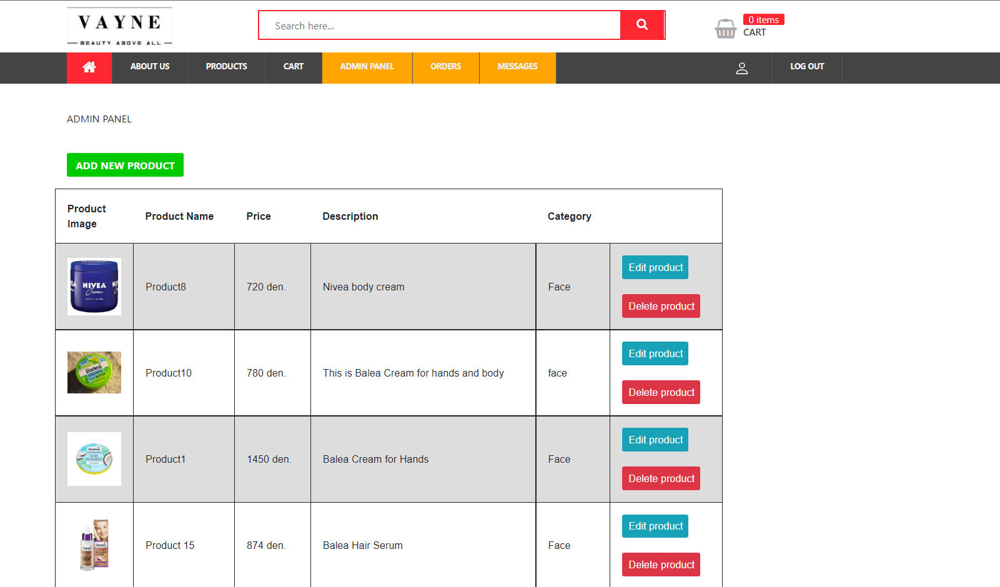 VAYNE
BEAUTY ABOVE ALL
Search here...
0 items
CART
ABOUT US
PRODUCTS
CART
ADMIN PANEL
ORDERS
MESSAGES
LOG OUT
ADMIN PANEL
ADD NEW PRODUCT
Product
Image
Product Name
Price
Description
Category
NIVEA
Creme
Product8
720 den.
Nivea body cream
Face
Edit product
Delete product
Balea
Product10
780 den.
This is Balea Cream for hands and body
face
Edit product
Delete product
Balea
Product1
1450 den.
Balea Cream for Hands
Face
Edit product
Delete product
Balea
VITAL
Product 15
874 den.
Balea Hair Serum
Face
Edit product
Delete product